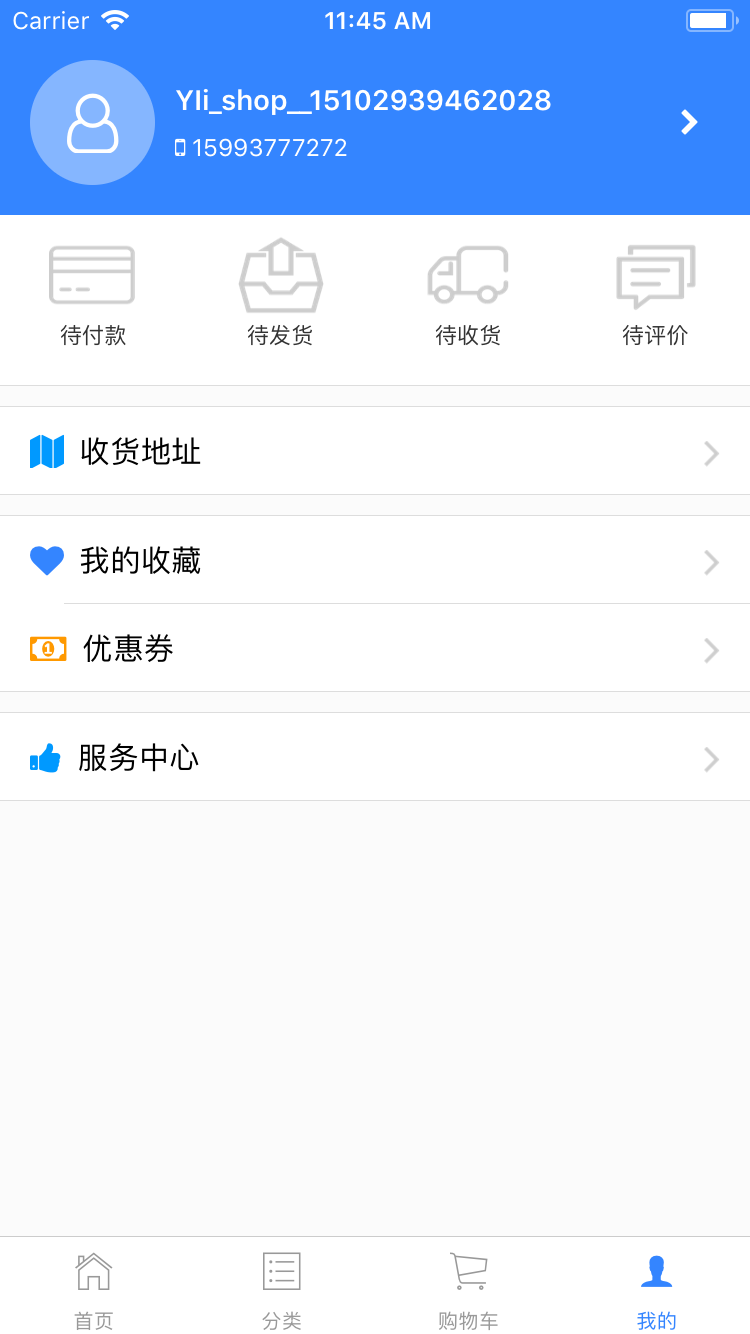 Carrier 11:45 AM
YIi_shop__15102939462028
15993777272
待付款 待发货 待收货 待评价
收货地址
我的收藏
优惠券
服务中心
首页 分类 购物车 我的